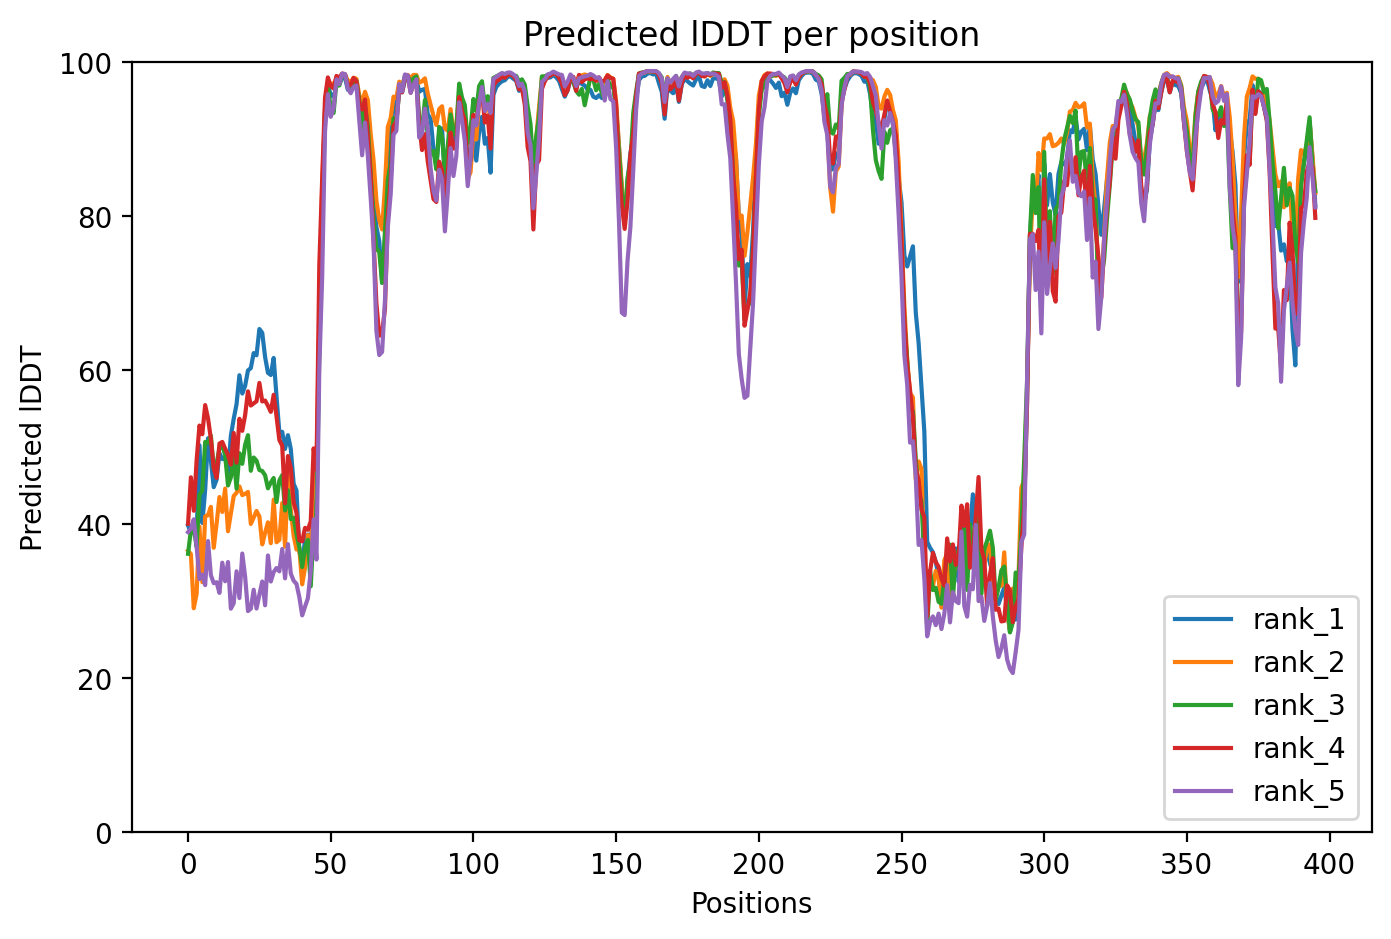 Predicted lDDT per position
100
80
60
40
20
0
Predicted lDDT
0 50 100 150 200 250 300 350 400
Positions
rank_1
rank_2
rank_3
rank_4
rank_5